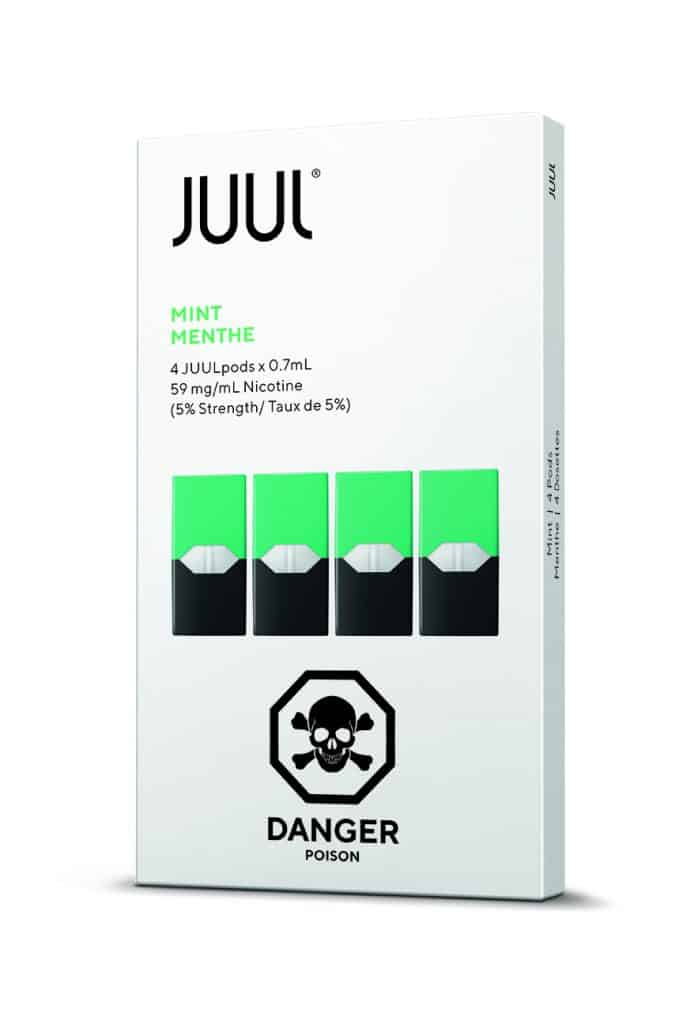 JUUL®
MINT
MENTHE
4 JUULpods x 0.7mL
59 mg/mL Nicotine
(5% Strength/ Taux de 5%)
DANGER
POISON
JUUL
Mint | 4 Pods
Menthe | 4 Dosettes